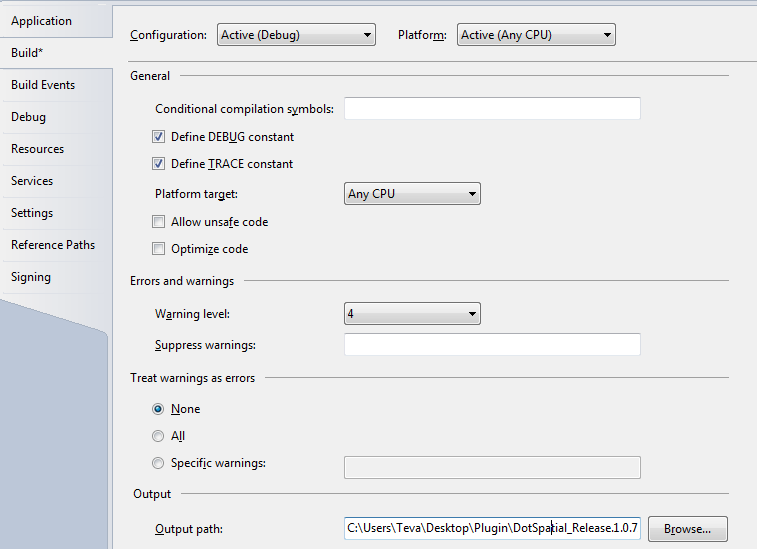 Application
Build*
Build Events
Debug
Resources
Services
Settings
Reference Paths
Signing
Configuration: Active (Debug) Platform: Active (Any CPU)
General
Conditional compilation symbols:
Define DEBUG constant
Define TRACE constant
Platform target: Any CPU
Allow unsafe code
Optimize code
Errors and warnings
Warning level: 4
Suppress warnings:
Treat warnings as errors
None
All
Specific warnings:
Output
Output path: C:\Users\Teva\Desktop\Plugin\DotSpatial_Release.1.0.7 Browse...